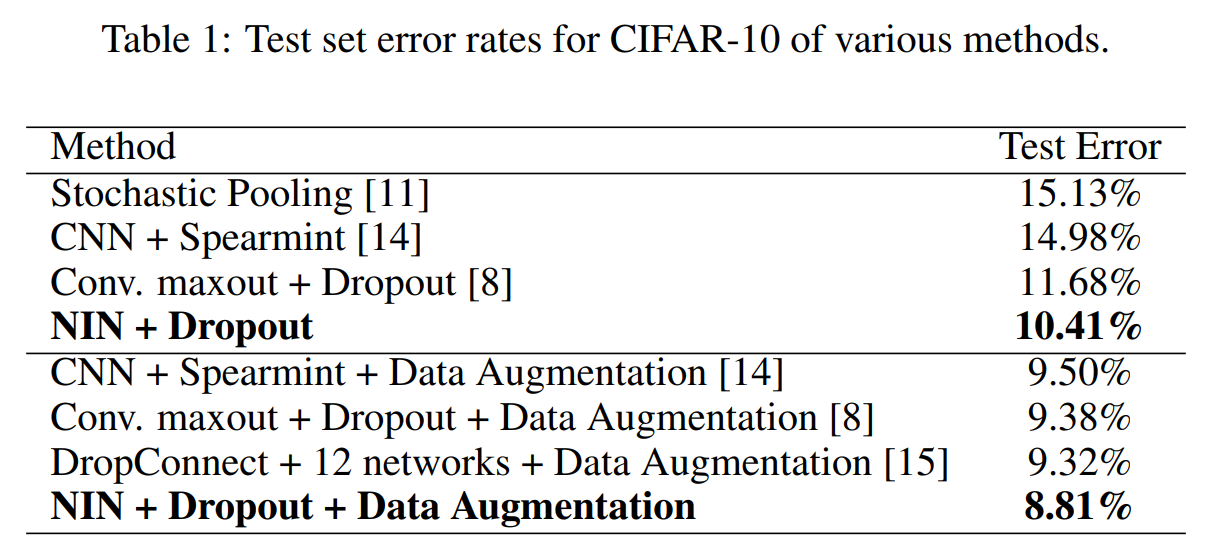 Table 1: Test set error rates for CIFAR-10 of various methods.
Method Test Error
Stochastic Pooling [11] 15.13%
CNN + Spearmint [14] 14.98%
Conv. maxout + Dropout [8] 11.68%
NIN + Dropout 10.41%
CNN + Spearmint + Data Augmentation [14] 9.50%
Conv. maxout + Dropout + Data Augmentation [8] 9.38%
DropConnect + 12 networks + Data Augmentation [15] 9.32%
NIN + Dropout + Data Augmentation 8.81%